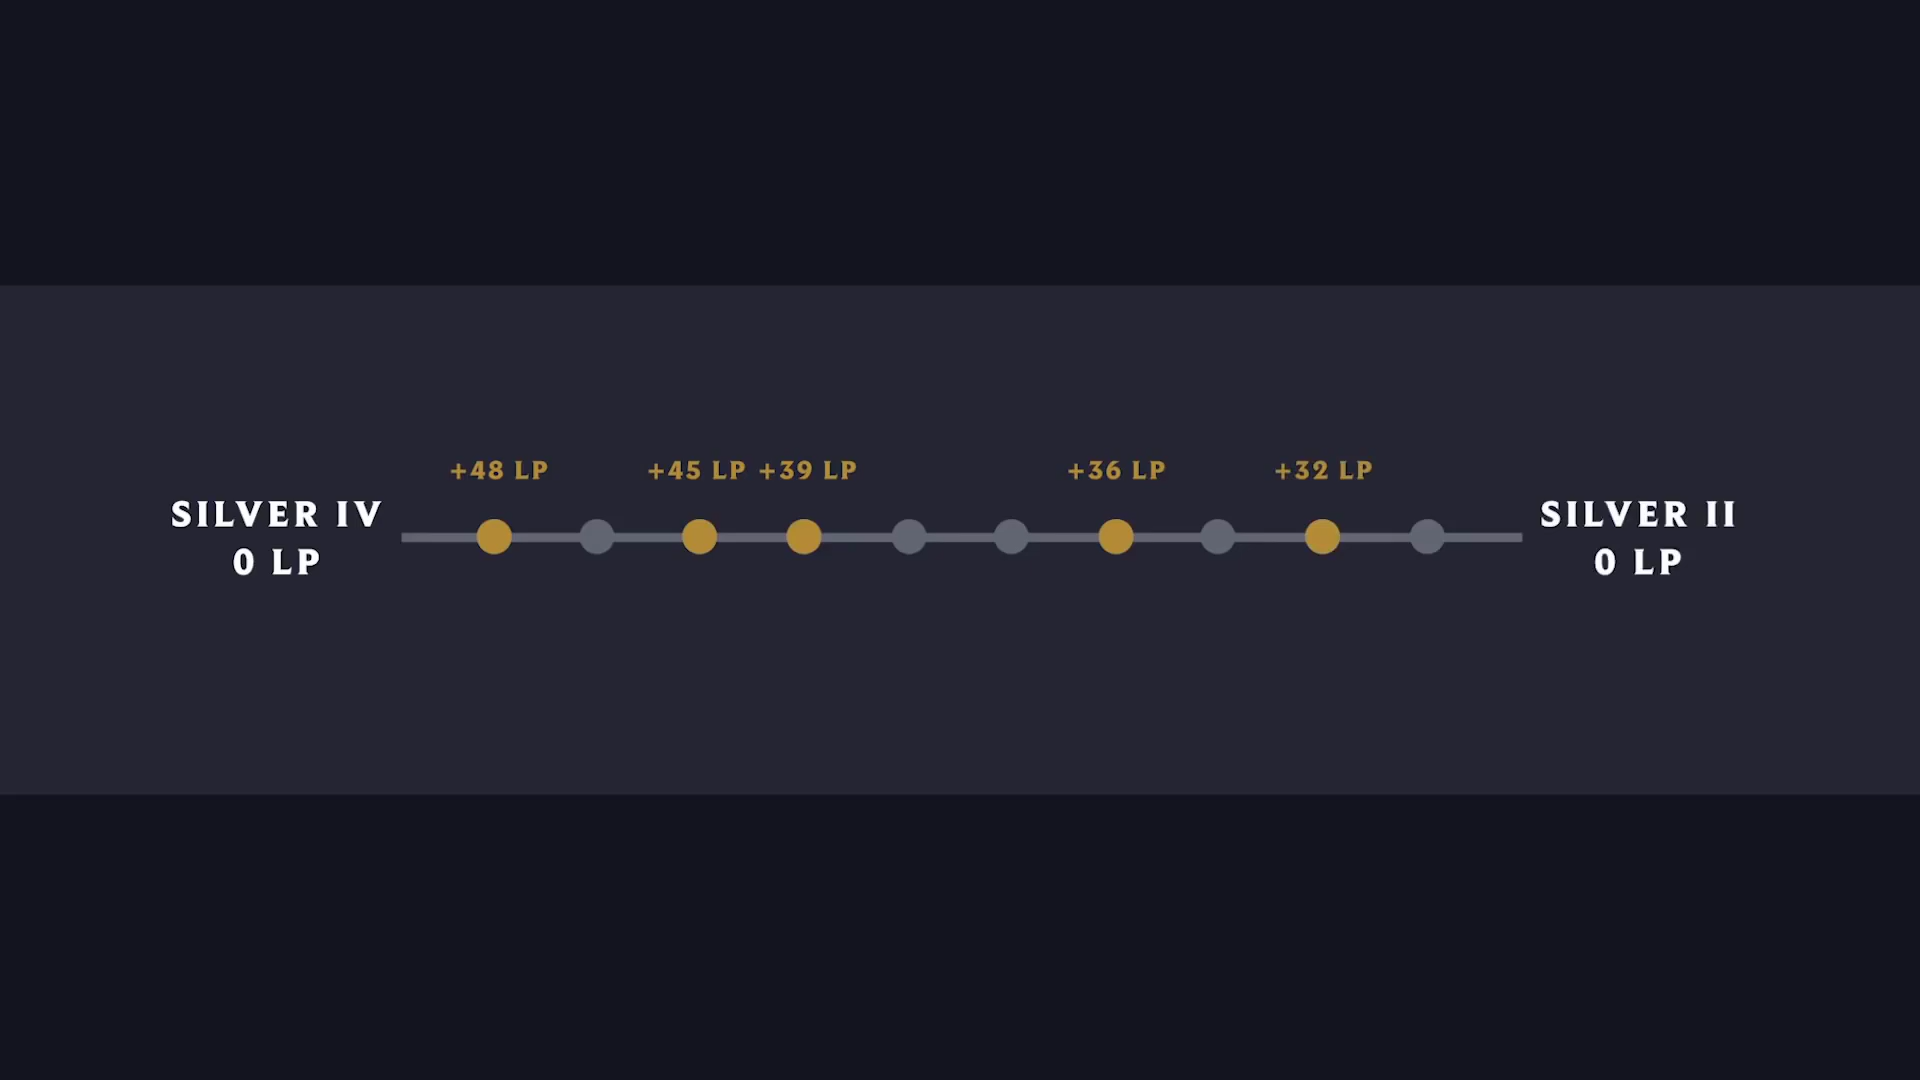 +48 LP
+45 LP
+39 LP
+36 LP
+32 LP
SILVER IV
0 LP
SILVER II
0 LP